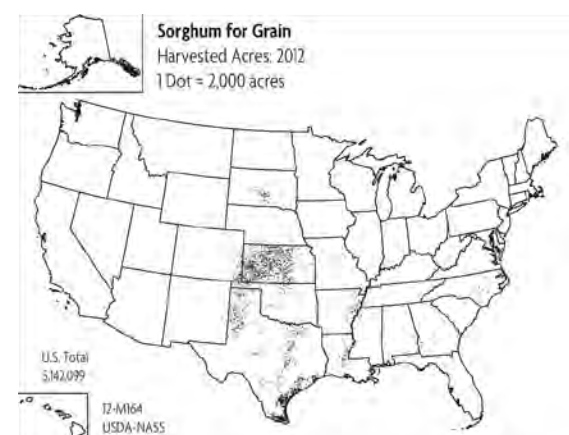 Sorghum for Grain
Harvested Acres: 2012
1 Dot = 2,000 acres
U.S. Total
5,142,099
12-M164
USDA-NASS